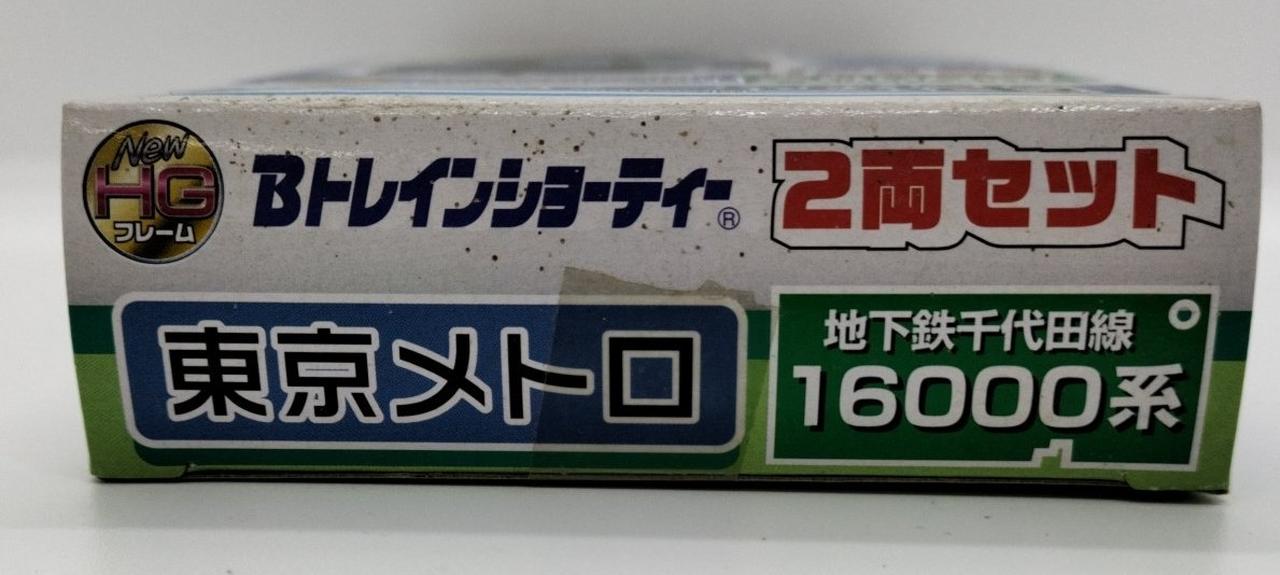 New
HG
フレーム
Bトレインショーティー®
2両セット
東京メトロ
地下鉄千代田線
16000系